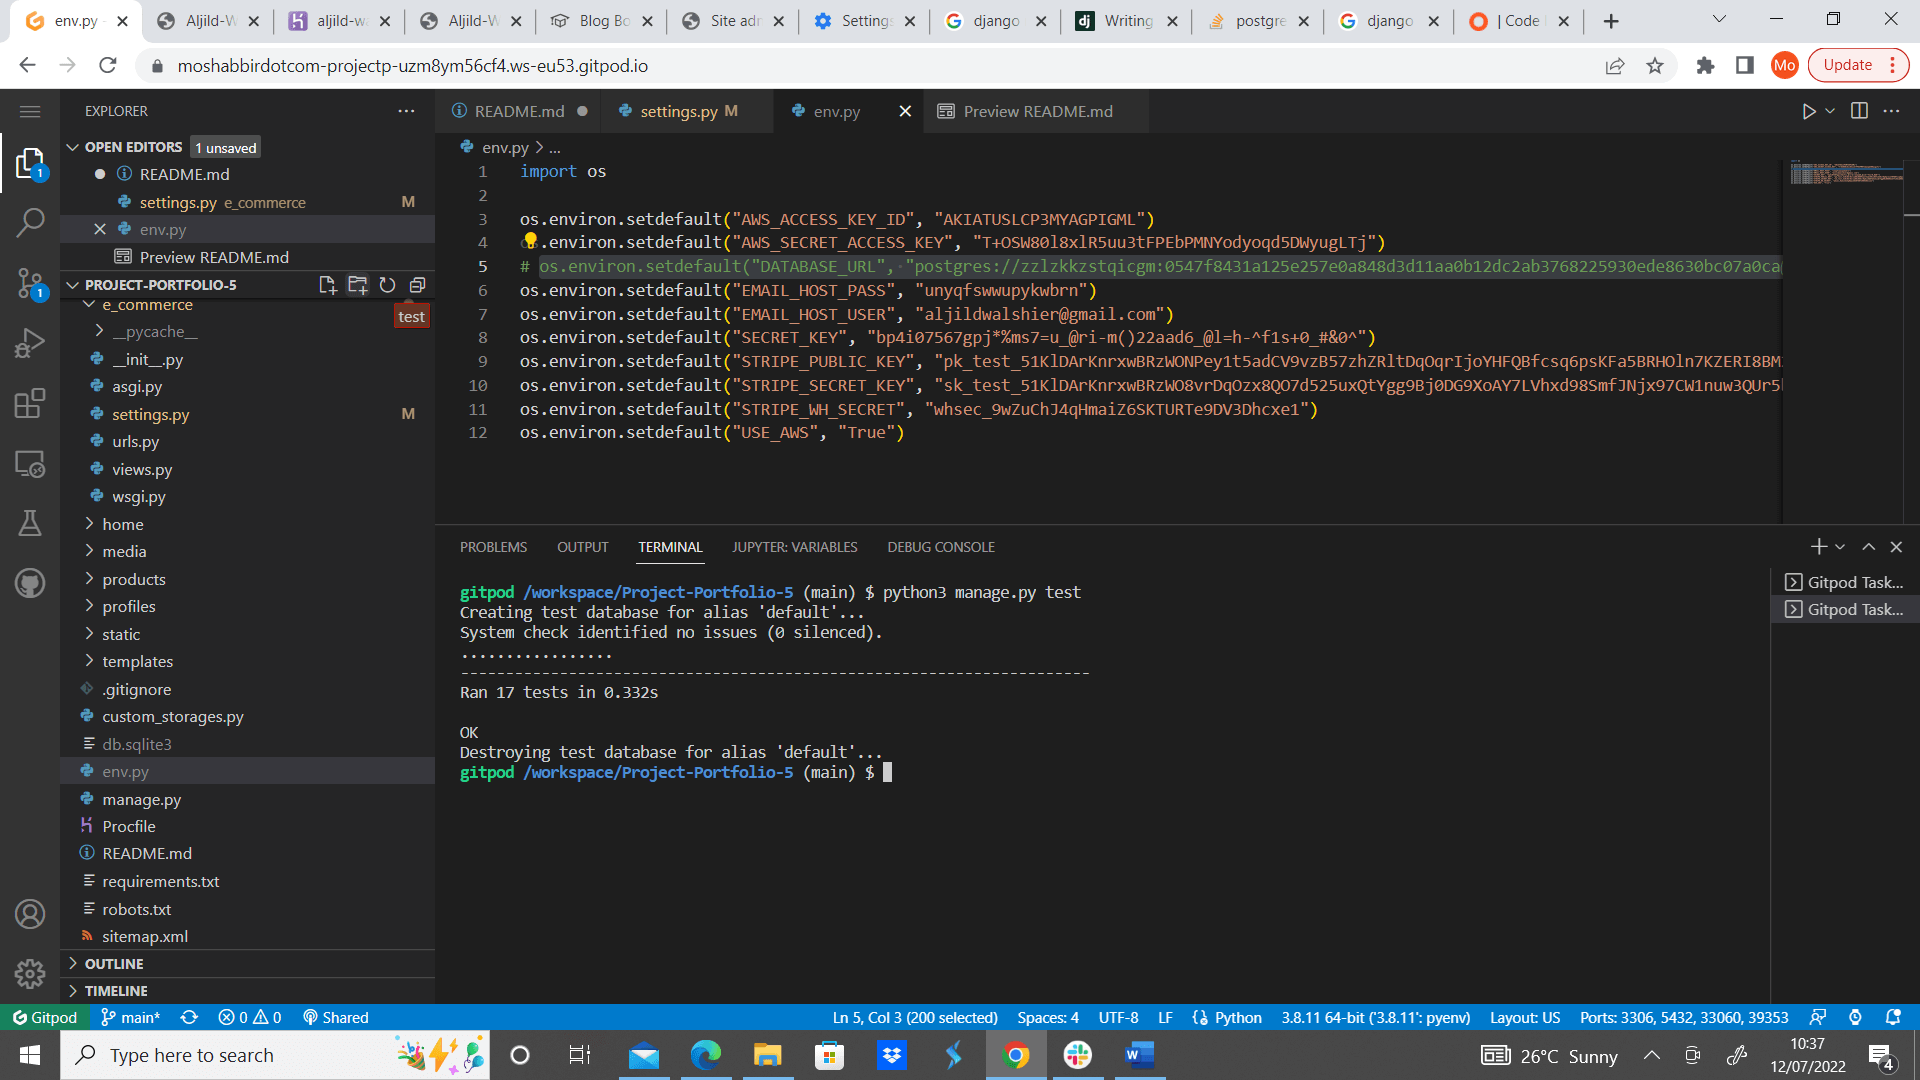 env.py -
Aljild-W
aljild-wa
Aljild-W
Blog Bo
Site adr
Settings
django
Writing
postgre
django
| Code
moshabbirdotcom-projectp-uzm8ym56cf4.ws-eu53.gitpod.io
Mo
Update
EXPLORER
README.md
settings.py M
env.py
Preview README.md
OPEN EDITORS 1 unsaved
README.md
settings.py e_commerce M
env.py
Preview README.md
PROJECT-PORTFOLIO-5
e_commerce
test
__pycache__
__init__.py
asgi.py
settings.py M
urls.py
views.py
wsgi.py
home
media
products
profiles
static
templates
.gitignore
custom_storages.py
db.sqlite3
env.py
manage.py
Procfile
README.md
requirements.txt
robots.txt
sitemap.xml
OUTLINE
TIMELINE
env.py > ...
1 import os
2
3 os.environ.setdefault("AWS_ACCESS_KEY_ID", "AKIATUSLCP3MYAGPIGML")
4 .environ.setdefault("AWS_SECRET_ACCESS_KEY", "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")
5 # os.environ.setdefault("DATABASE_URL", "postgres://zzlzkkzstqicgm:0547f8431a125e257e0a848d3d11aa0b12dc2ab3768225930ede8630bc07a0ca
6 os.environ.setdefault("EMAIL_HOST_PASS", "unyqfswwupykwbrn")
7 os.environ.setdefault("EMAIL_HOST_USER", "aljildwalshier@gmail.com")
8 os.environ.setdefault("SECRET_KEY", "bp4i07567gpj*%ms7=u_@ri-m()22aad6_@l=h-^f1s+0_#&0^")
9 os.environ.setdefault("STRIPE_PUBLIC_KEY", "pk_test_51KlDArKnrxwBRzWONPey1t5adCV9vzB57zhZRltDqOqrIjoYHFQBfcsq6psKFa5BRHOln7KZERI8BM
10 os.environ.setdefault("STRIPE_SECRET_KEY", "sk_test_51KlDArKnrxwBRzWO8vrDqOzx8QO7d525uxQtYgg9Bj0DG9XoAY7LVhxd98SmfJNjx97CW1nuw3QUr5
11 os.environ.setdefault("STRIPE_WH_SECRET", "whsec_9wZuChJ4qHmaiZ6SKTURTe9DV3Dhcxe1")
12 os.environ.setdefault("USE_AWS", "True")
PROBLEMS OUTPUT TERMINAL JUPYTER: VARIABLES DEBUG CONSOLE
gitpod /workspace/Project-Portfolio-5 (main) $ python3 manage.py test
Creating test database for alias 'default'...
System check identified no issues (0 silenced).
.................
----------------------------------------------------------------------
Ran 17 tests in 0.332s
OK
Destroying test database for alias 'default'...
gitpod /workspace/Project-Portfolio-5 (main) $
Gitpod Task...
Gitpod Task...
Gitpod main* 0 0 Shared
Ln 5, Col 3 (200 selected) Spaces: 4 UTF-8 LF Python 3.8.11 64-bit ('3.8.11': pyenv) Layout: US Ports: 3306, 5432, 33060, 39353
Type here to search
26°C Sunny
10:37
12/07/2022
4